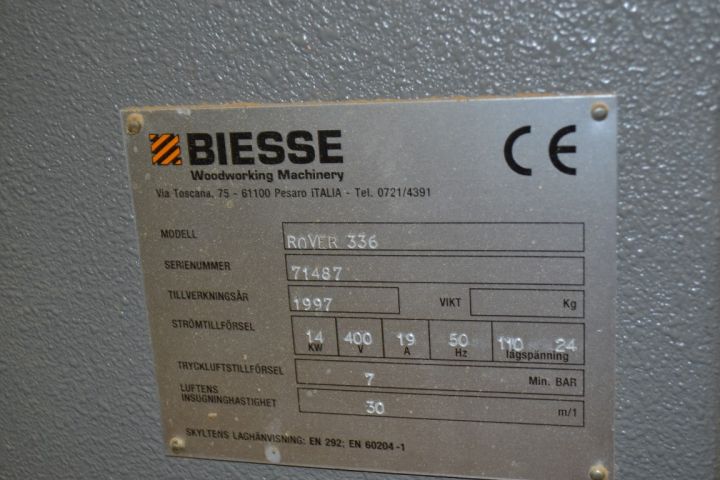 BIESSE
Woodworking Machinery
CE
Via Toscana, 75 - 61100 Pesaro ITALIA - Tel. 0721/4391
MODELL ROVER 336
SERIENUMMER 71487
TILLVERKNINGSÅR 1997 VIKT Kg
STRÖMTILLFÖRSEL 14 KW 400 V 19 A 50 Hz 110 24 lågspänning
TRYCKLUFTSTILLFÖRSEL 7 Min. BAR
LUFTENS
INSUGNINGHASTIGHET 30 m/1
SKYLTENS LAGHÄNVISNING: EN 292; EN 60204-1